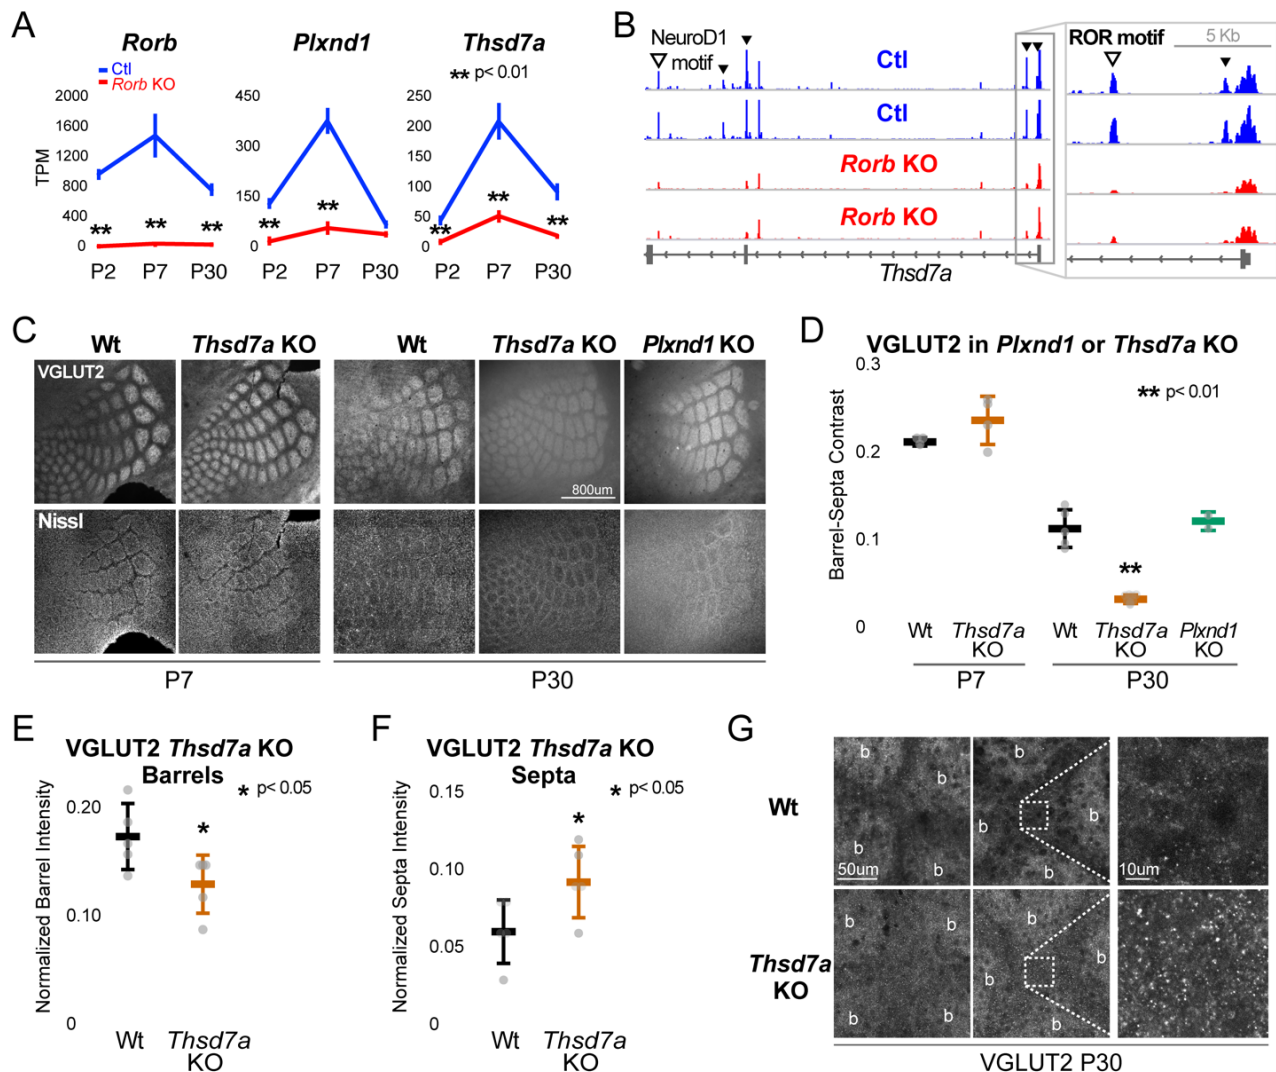 A
Rorb
Plxnd1
Thsd7a
Ctl
Rorb KO
** p< 0.01
TPM
2000
1600
1200
800
400
0
450
300
150
0
250
200
150
100
50
0
** ** **
** **
** ** **
P2 P7 P30
P2 P7 P30
P2 P7 P30
B
NeuroD1
motif
Ctl
Ctl
Rorb KO
Rorb KO
Thsd7a
ROR motif
5 Kb
C
Wt
Thsd7a KO
Wt
Thsd7a KO
Plxnd1 KO
VGLUT2
800um
Nissl
P7
P30
D
VGLUT2 in Plxnd1 or Thsd7a KO
** p< 0.01
Barrel-Septa Contrast
0.3
0.2
0.1
0
**
Wt
Thsd7a
KO
Wt
Thsd7a
KO
Plxnd1
KO
P7
P30
E
VGLUT2 Thsd7a KO
Barrels
* p< 0.05
Normalized Barrel Intensity
0.20
0.10
0
*
Wt
Thsd7a
KO
F
VGLUT2 Thsd7a KO
Septa
* p< 0.05
Normalized Septa Intensity
0.15
0.10
0.05
0
*
Wt
Thsd7a
KO
G
Wt
b
b
b
b
50um
b
b
b
b
10um
Thsd7a
KO
b
b
b
b
b
b
b
b
VGLUT2 P30